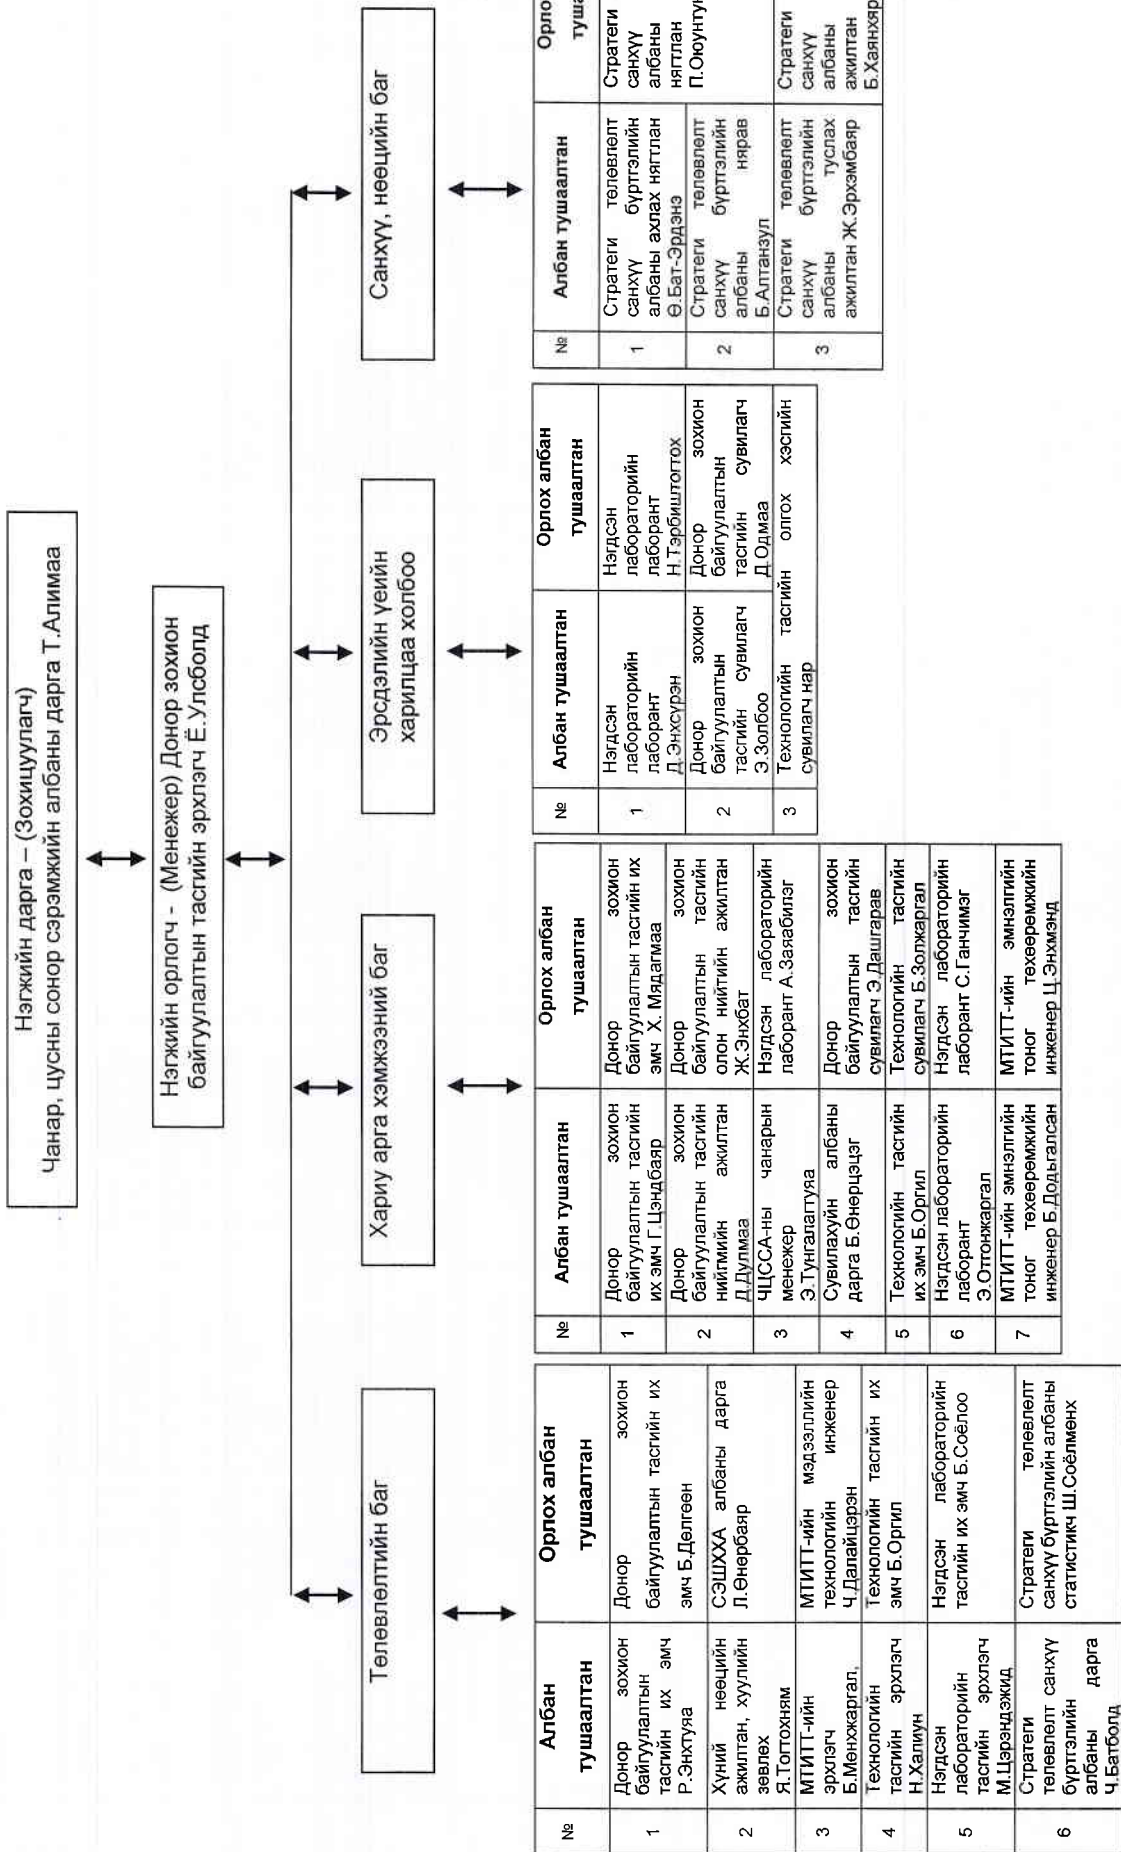 Нэгжийн дарга – (Зохицуулагч)
Чанар, цусны сонор сэрэмжийн албаны дарга Т.Алимаа
Нэгжийн орлогч - (Менежер) Донор зохион
байгуулалтын тасгийн эрхлэгч Ё.Улсболд
Төлөвлөлтийн баг
Хариу арга хэмжээний баг
Эрсдэлийн үеийн
харилцаа холбоо
Санхүү, нөөцийн баг
№
Албан
тушаалтан
Орлох албан
тушаалтан
1
Донор зохион
байгуулалтын
тасгийн их эмч
Р.Энхтуяа
Донор зохион
байгуулалтын тасгийн их
эмч Б.Дөлгөөн
2
Хүний нөөцийн
ажилтан, хуулийн
зөвлөх
Я.Тогтохням
СЭШХХА албаны дарга
Л.Өнөрбаяр
3
МТИТТ-ийн
эрхлэгч
Б.Мөнхжаргал,
МТИТТ-ийн мэдээллийн
технологийн инженер
Ч.Далайцэрэн
4
Технологийн
тасгийн эрхлэгч
Н.Халиун
Технологийн тасгийн их
эмч Б.Оргил
5
Нэгдсэн
лабораторийн
тасгийн эрхлэгч
М.Цэрэндэжид
Нэгдсэн лабораторийн
тасгийн их эмч Б.Соёлоо
6
Стратеги
төлөвлөлт санхүү
бүртгэлийн
албаны дарга
Ч.Батболд
Стратеги төлөвлөлт
санхүү бүртгэлийн албаны
статистикч Ш.Соёлмөнх
№
Албан тушаалтан
Орлох албан
тушаалтан
1
Донор зохион
байгуулалтын тасгийн
их эмч Г.Цэндбаяр
Донор зохион
байгуулалтын тасгийн их
эмч Х. Мядагмаа
2
Донор зохион
байгуулалтын тасгийн
нийгмийн ажилтан
Д.Дулмаа
Донор зохион
байгуулалтын тасгийн
олон нийтийн ажилтан
Ж.Энхбат
3
ЧЦССА-ны чанарын
менежер
Э.Тунгалагтуяа
Нэгдсэн лабораторийн
лаборант А.Заяабилэг
4
Сувилахуйн албаны
дарга Б.Өнөрцэцэг
Донор зохион
байгуулалтын тасгийн
сувилагч Э.Дашгарав
5
Технологийн тасгийн
их эмч Б.Оргил
Технологийн тасгийн
сувилагч Б.Золжаргал
6
Нэгдсэн лабораторийн
лаборант
Э.Отгонжаргал
Нэгдсэн лабораторийн
лаборант С.Ганчимэг
7
МТИТТ-ийн эмнэлгийн
тоног төхөөрөмжийн
инженер Б.Додьгалсан
МТИТТ-ийн эмнэлгийн
тоног төхөөрөмжийн
инженер Ц.Энхмэнд
№
Албан тушаалтан
Орлох албан
тушаалтан
1
Нэгдсэн
лабораторийн
лаборант
Д.Энхсүрэн
Нэгдсэн
лабораторийн
лаборант
Н.Тэрбиштогтох
2
Донор зохион
байгуулалтын
тасгийн сувилагч
Э.Золбоо
Донор зохион
байгуулалтын
тасгийн сувилагч
Д.Одмаа
3
Технологийн тасгийн олгох хэсгийн
сувилагч нар
№
Албан тушаалтан
Орло
туша
1
Стратеги төлөвлөлт
санхүү бүртгэлийн
албаны ахлах нягтлан
Ө.Бат-Эрдэнэ
Стратеги
санхүү
албаны
нягтлан
П.Оюунтун
2
Стратеги төлөвлөлт
санхүү бүртгэлийн
албаны нярав
Б.Алтанзул
3
Стратеги төлөвлөлт
санхүү бүртгэлийн
албаны туслах
ажилтан Ж.Эрхэмбаяр
Стратеги
санхүү
албаны
ажилтан
Б.Хаянхяр